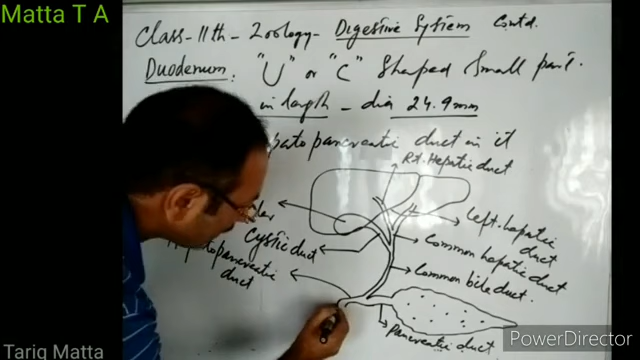 Matta T A
Class-11th-Zoology-Digestive System Contd.
Duodenum: "U" or "C" Shaped Small part.
in length - dia 24.9mm
pancreatic duct in it
Rt. Hepatic duct
left. hepatic duct
Cystic duct
Common hepatic duct
duct
Common bile duct.
Pancreatic duct
Tariq Matta
PowerDirector